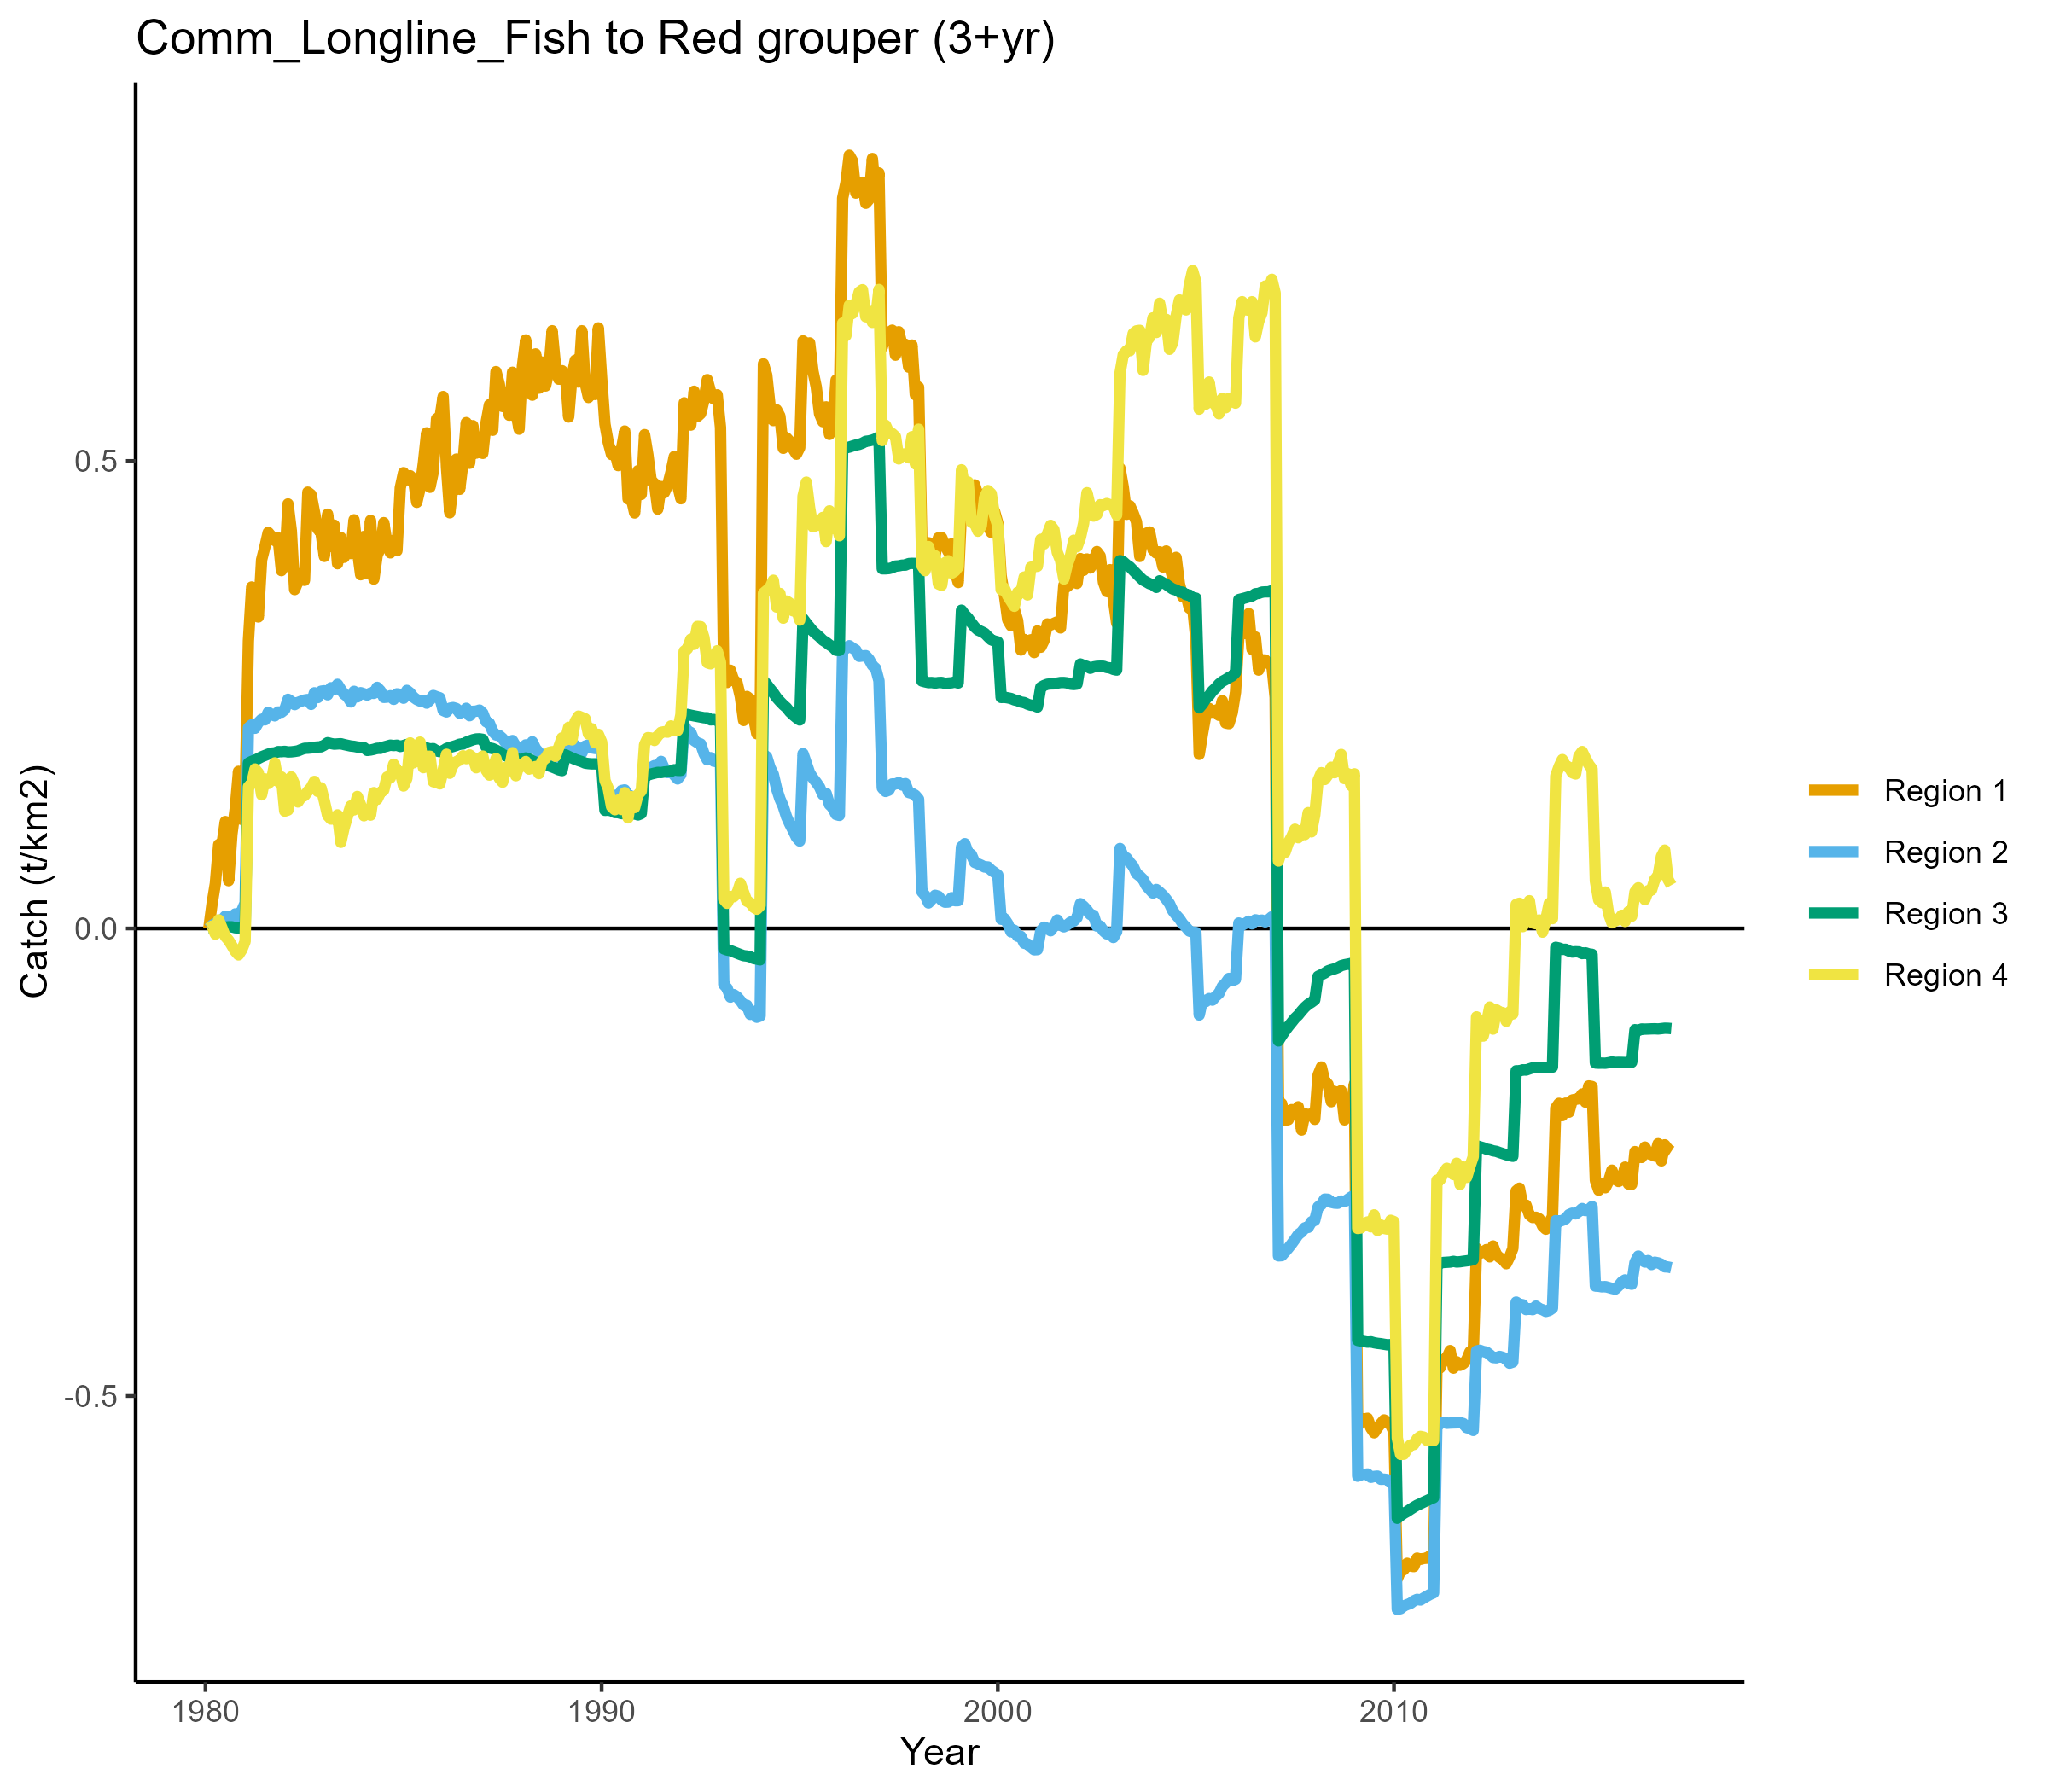 Comm_Longline_Fish to Red grouper (3+yr)
Catch (t/km2)
0.5
0.0
-0.5
1980
1990
2000
2010
Year
Region 1
Region 2
Region 3
Region 4